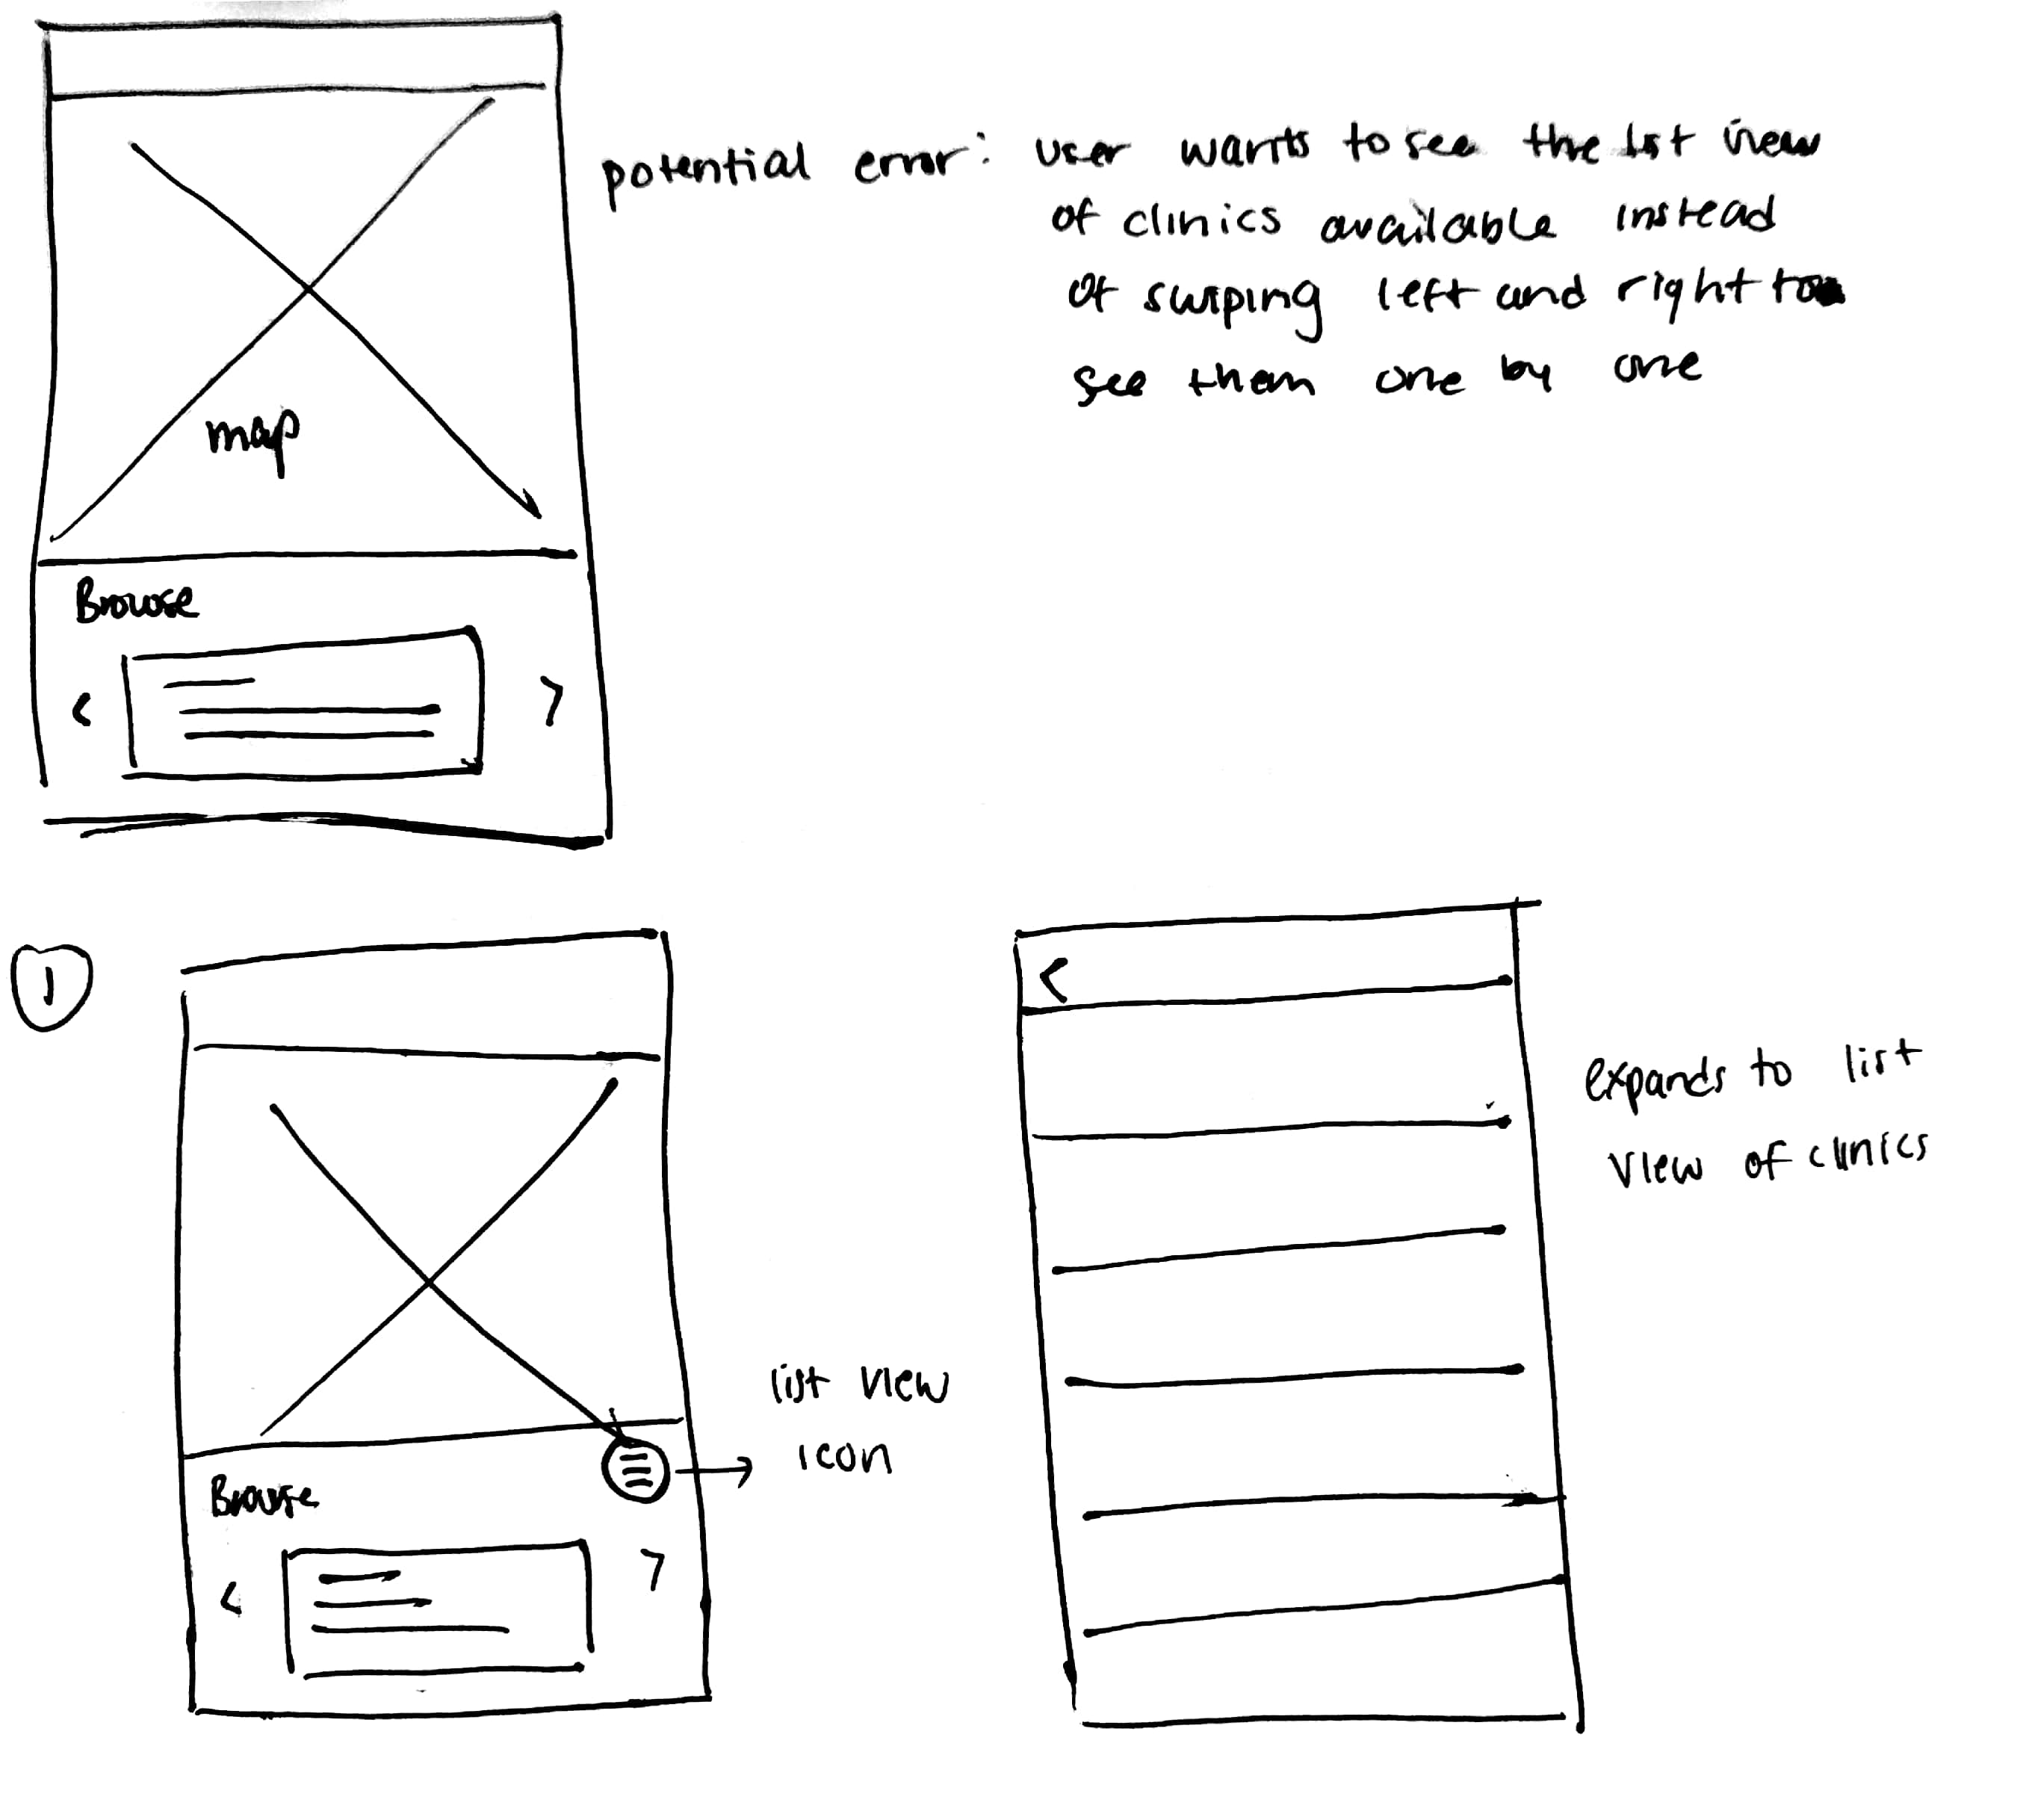 potential error: user wants to see the list view
of clinics available instead
of swiping left and right to
see them one by one
map
Browse
<
>
1
<
expands to list
view of clinics
list view
icon
Browse
<
>